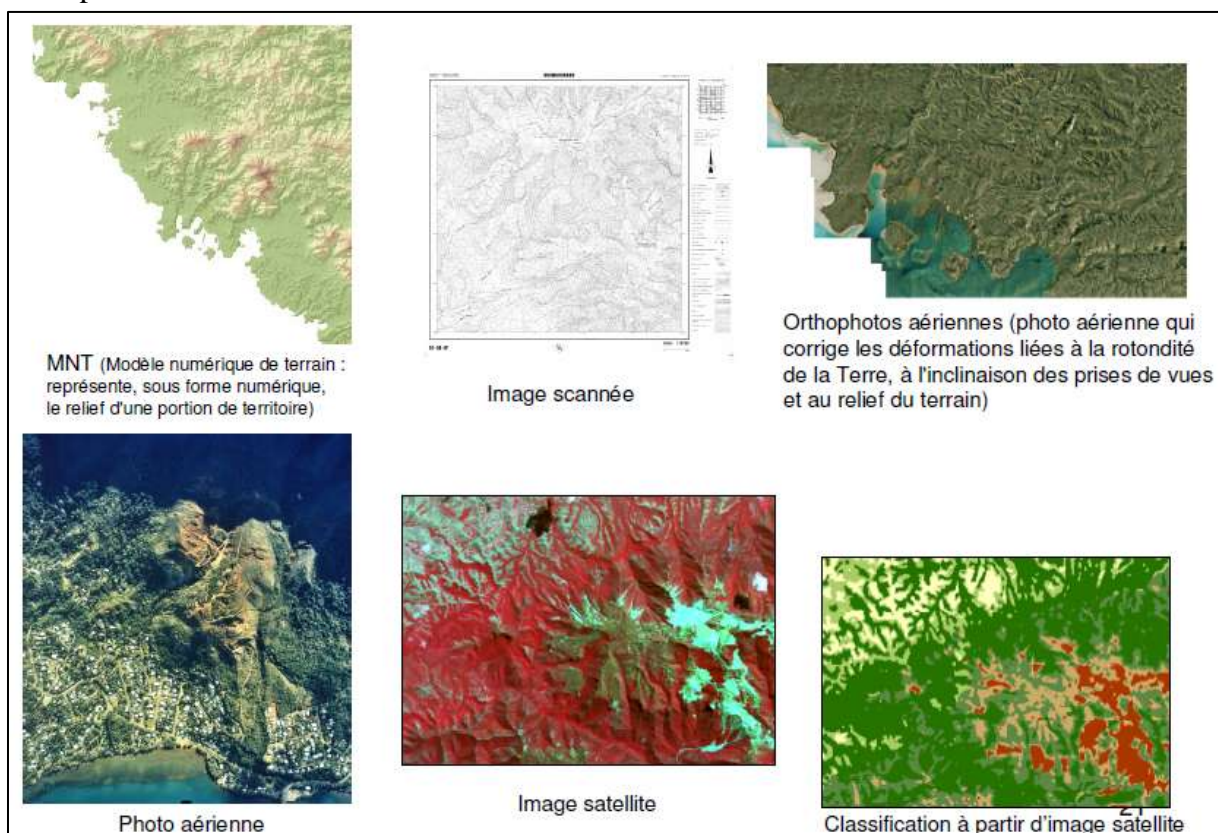 MNT (Modèle numérique de terrain :
représente, sous forme numérique,
le relief d'une portion de territoire)
Image scannée
Orthophotos aériennes (photo aérienne qui
corrige les déformations liées à la rotondité
de la Terre, à l'inclinaison des prises de vues
et au relief du terrain)
Photo aérienne
Image satellite
21
Classification à partir d'image satellite